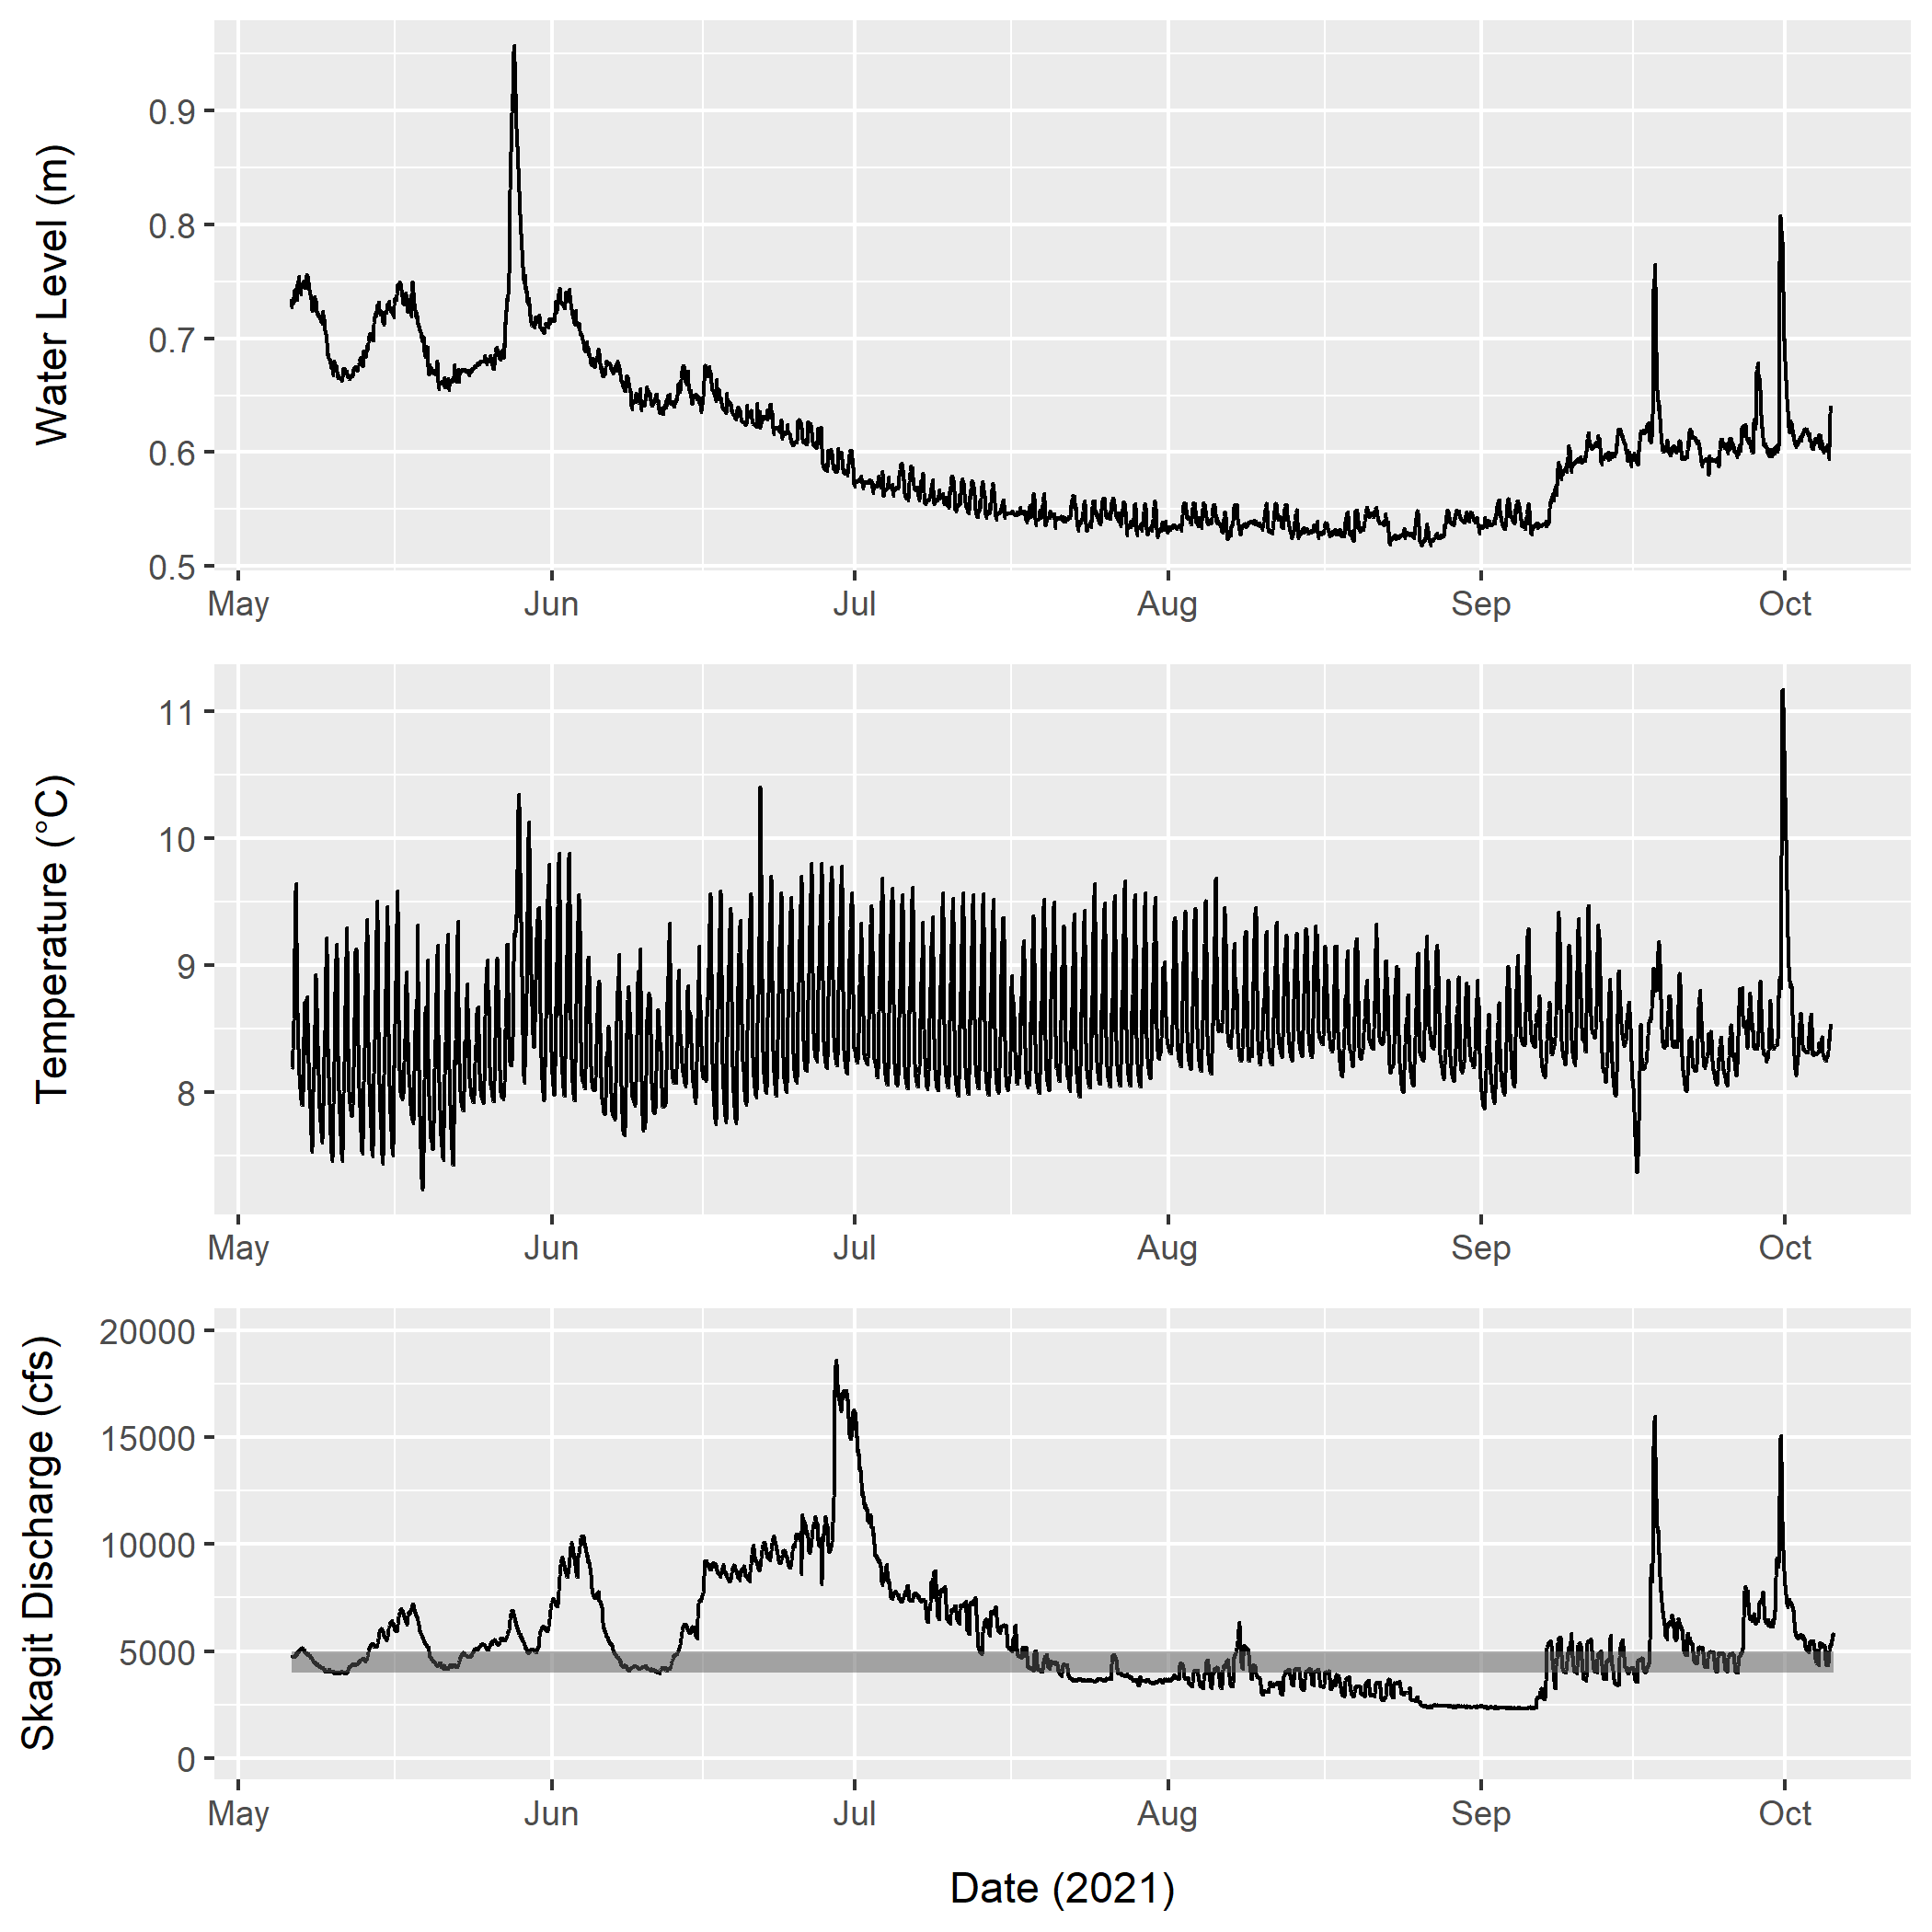 Water Level (m)
0.9
0.8
0.7
0.6
0.5
May Jun Jul Aug Sep Oct
Temperature (°C)
11
10
9
8
May Jun Jul Aug Sep Oct
Skagit Discharge (cfs)
20000
15000
10000
5000
0
May Jun Jul Aug Sep Oct
Date (2021)